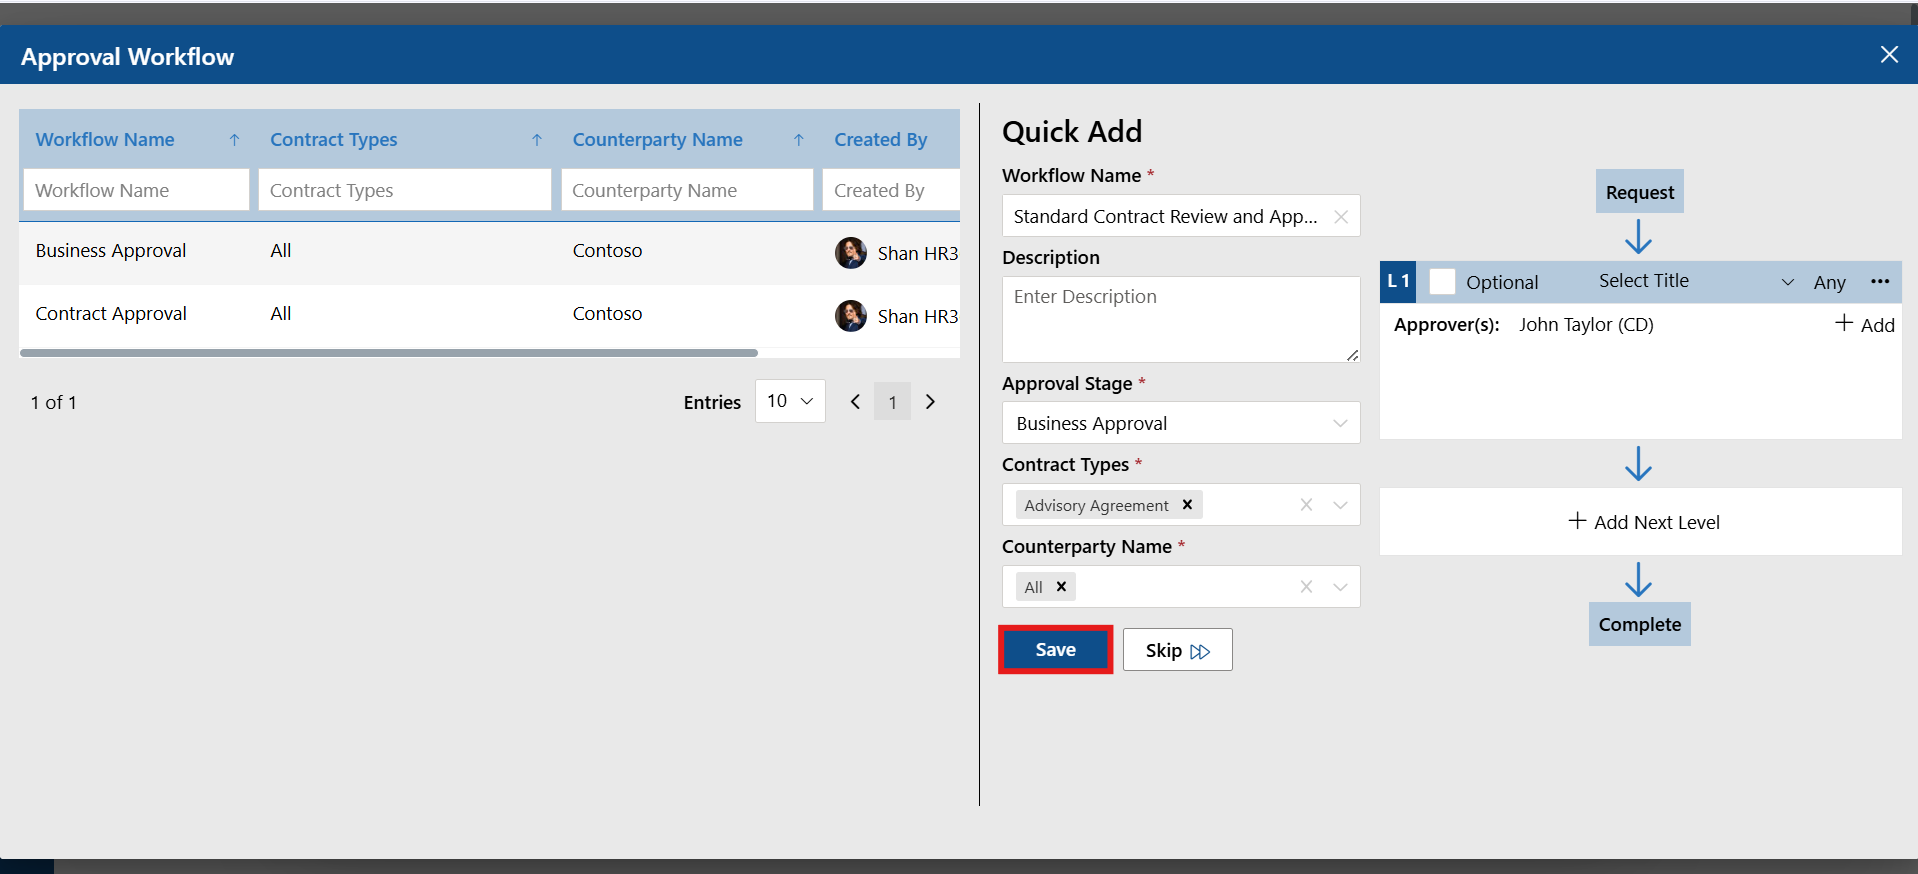 Approval Workflow
Workflow Name
Contract Types
Counterparty Name
Created By
Workflow Name
Contract Types
Counterparty Name
Created By
Business Approval
All
Contoso
Shan HR3
Contract Approval
All
Contoso
Shan HR3
1 of 1
Entries
10
1
Quick Add
Workflow Name *
Standard Contract Review and App...
Description
Enter Description
Approval Stage *
Business Approval
Contract Types *
Advisory Agreement
Counterparty Name *
All
Save
Skip
Request
L 1
Optional
Select Title
Any
Approver(s): John Taylor (CD)
Add
Add Next Level
Complete